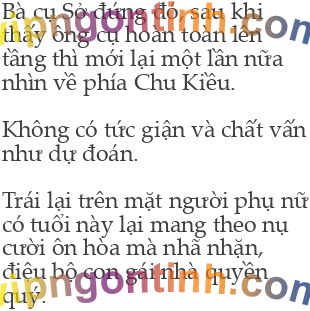 Bà cụ Sở đứng đó, sau khi
thấy ông cụ hoàn toàn lên
tầng thì mới lại một lần nữa
nhìn về phía Chu Kiều.
Không có tức giận và chất vấn
như dự đoán.
Trái lại trên mặt người phụ nữ
có tuổi này lại mang theo nụ
cười ôn hòa mà nhã nhặn,
điệu bộ con gái nhà quyền
quý.
vipngontinh.com
vipngontinh.com